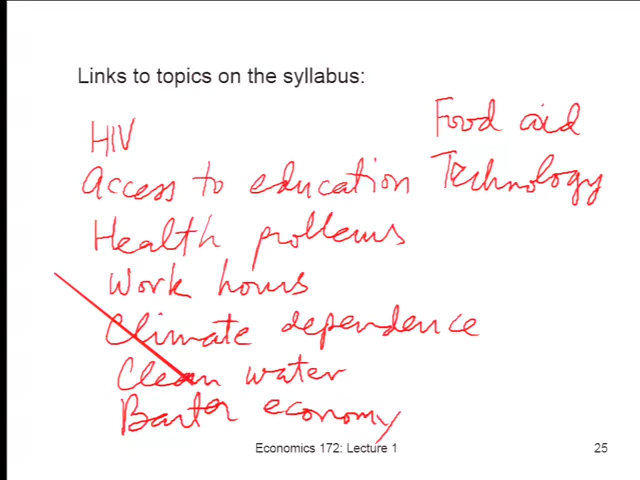 Links to topics on the syllabus:
HIV
Food aid
Access to education
Technology
Health problems
Work hours
Climate dependence
Clean water
Barter economy
Economics 172: Lecture 1
25